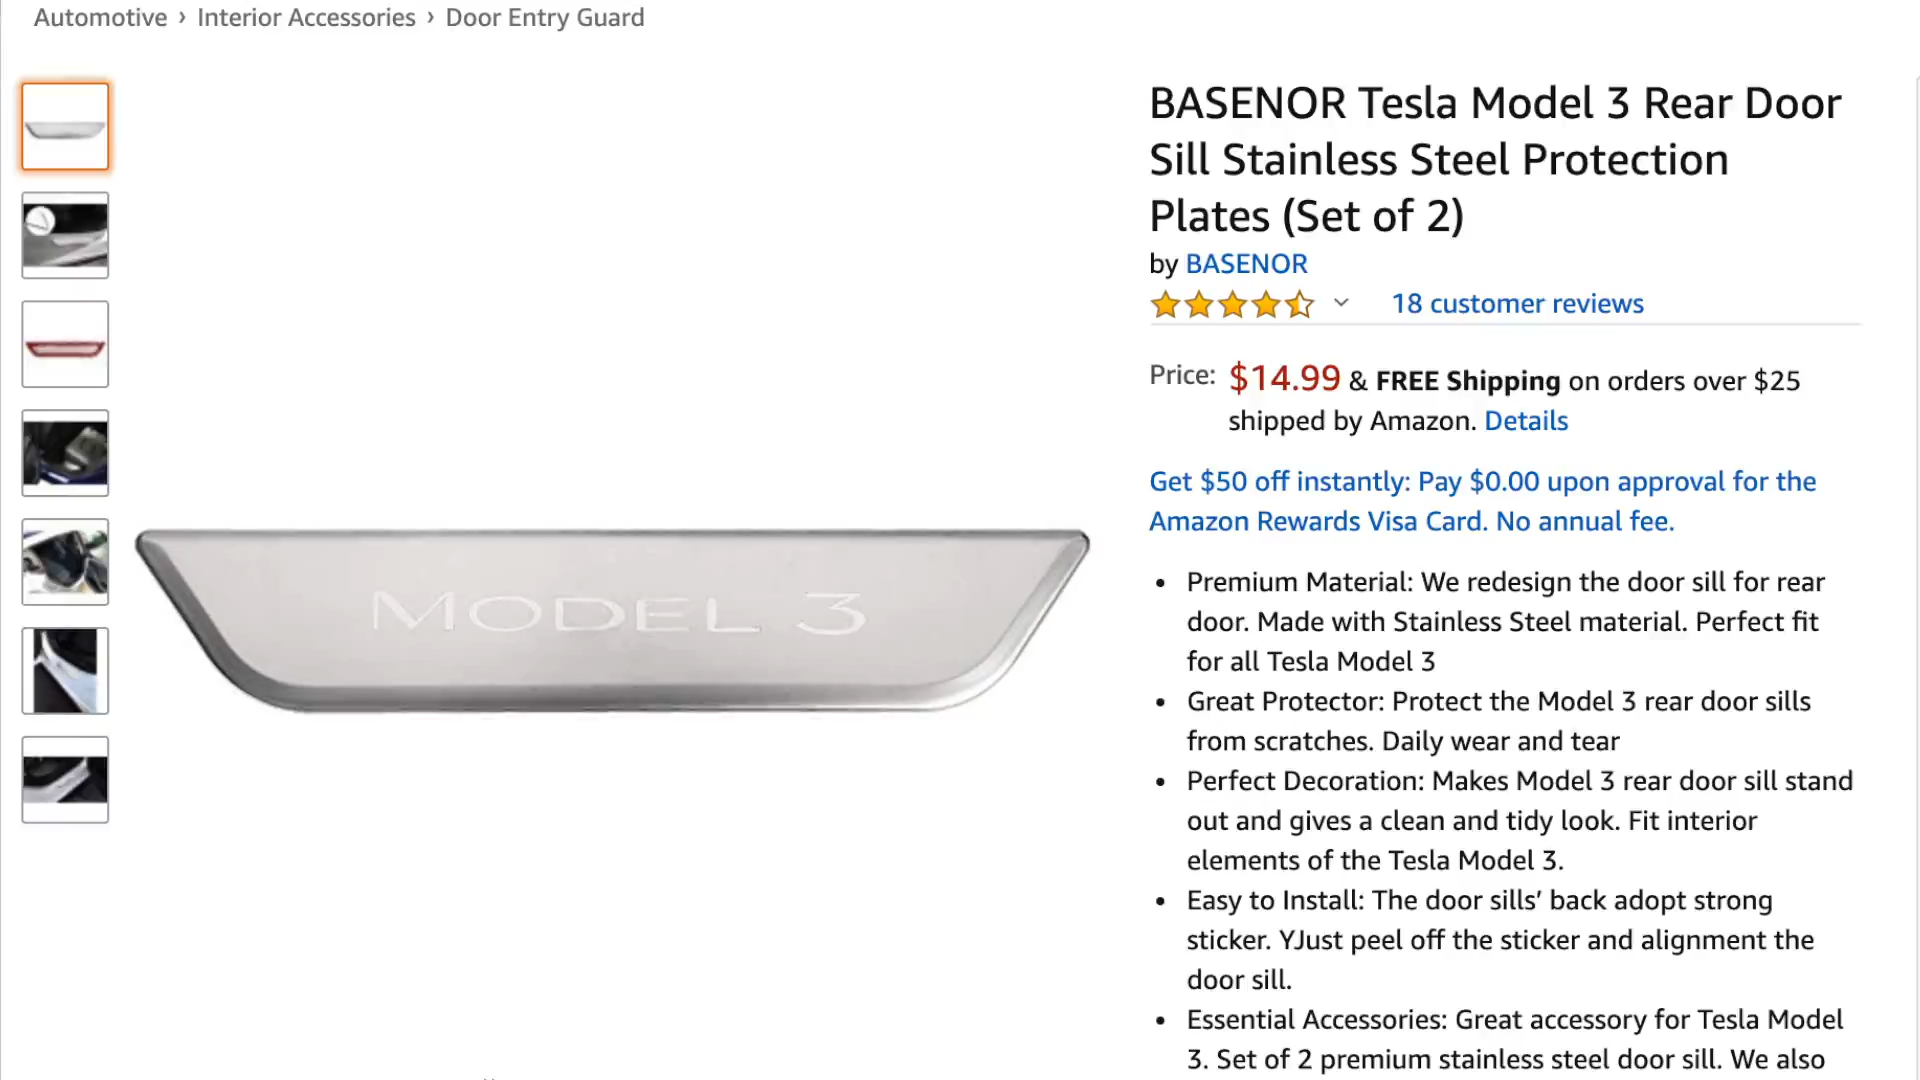 Automotive › Interior Accessories › Door Entry Guard
BASENOR Tesla Model 3 Rear Door
Sill Stainless Steel Protection
Plates (Set of 2)
by BASENOR
18 customer reviews
Price: $14.99 & FREE Shipping on orders over $25
shipped by Amazon. Details
Get $50 off instantly: Pay $0.00 upon approval for the
Amazon Rewards Visa Card. No annual fee.
• Premium Material: We redesign the door sill for rear
door. Made with Stainless Steel material. Perfect fit
for all Tesla Model 3
• Great Protector: Protect the Model 3 rear door sills
from scratches. Daily wear and tear
• Perfect Decoration: Makes Model 3 rear door sill stand
out and gives a clean and tidy look. Fit interior
elements of the Tesla Model 3.
• Easy to Install: The door sills’ back adopt strong
sticker. YJust peel off the sticker and alignment the
door sill.
• Essential Accessories: Great accessory for Tesla Model
3. Set of 2 premium stainless steel door sill. We also
MODEL 3